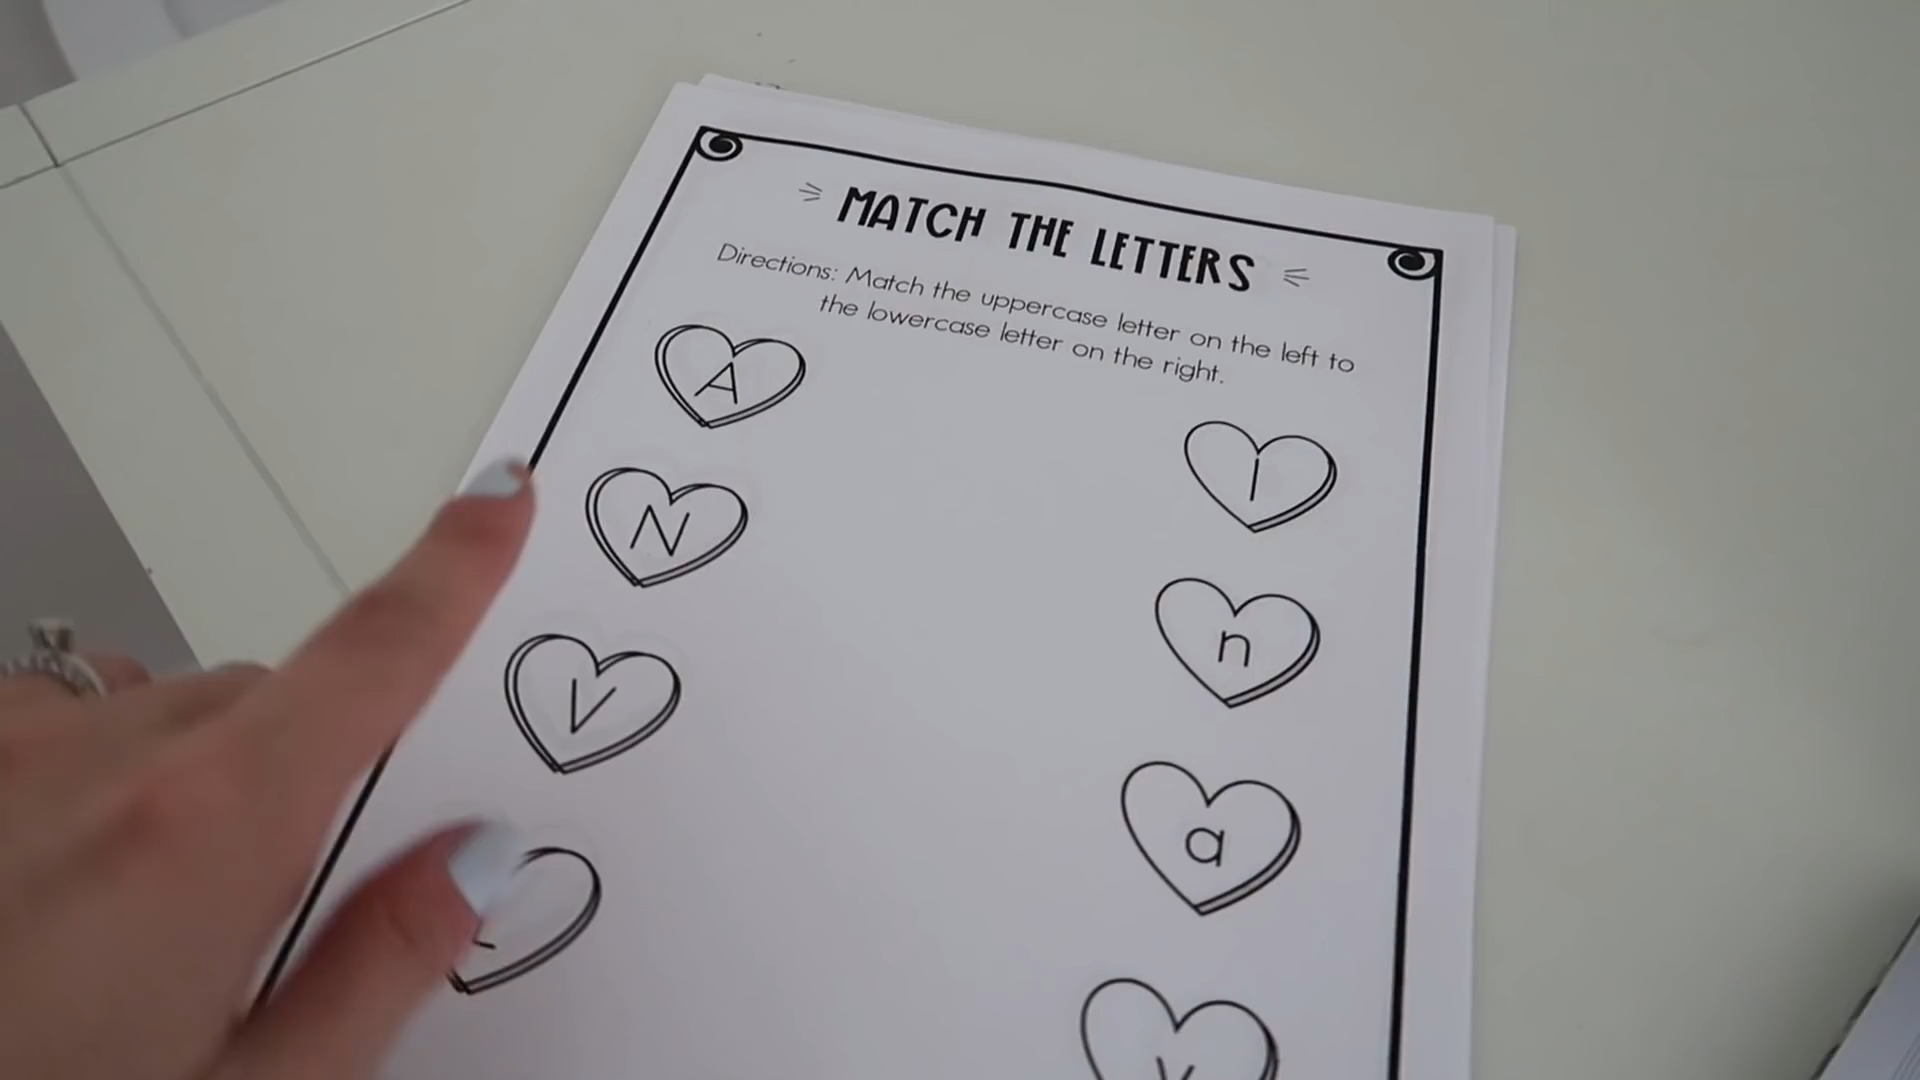 MATCH THE LETTERS
Directions: Match the uppercase letter on the left to
the lowercase letter on the right.
A
l
N
n
V
a
v